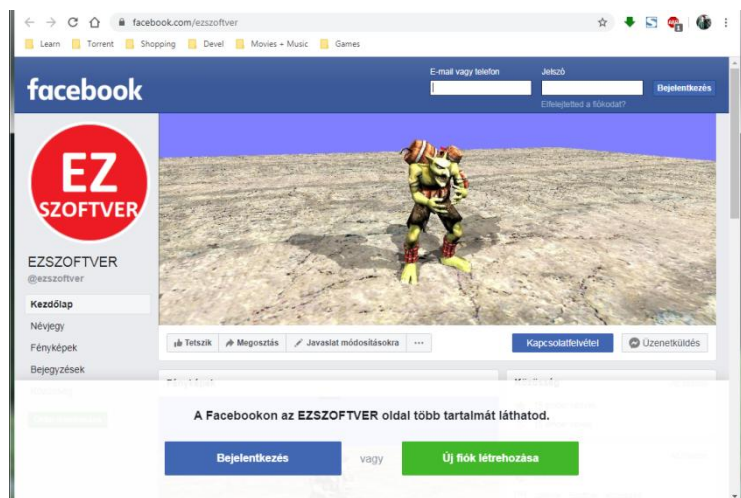 facebook.com/ezszoftver
Learn Torrent Shopping Devel Movies + Music Games
facebook
E-mail vagy telefon Jelszó
Bejelentkezés
Elfelejtetted a fiókodat?
EZ
SZOFTVER
EZSZOFTVER
@ezszoftver
Kezdőlap
Névjegy
Fényképek
Bejegyzések
Tetszik Megosztás Javaslat módosításokra ...
Kapcsolatfelvétel Üzenetküldés
A Facebookon az EZSZOFTVER oldal több tartalmát láthatod.
Bejelentkezés vagy Új fiók létrehozása